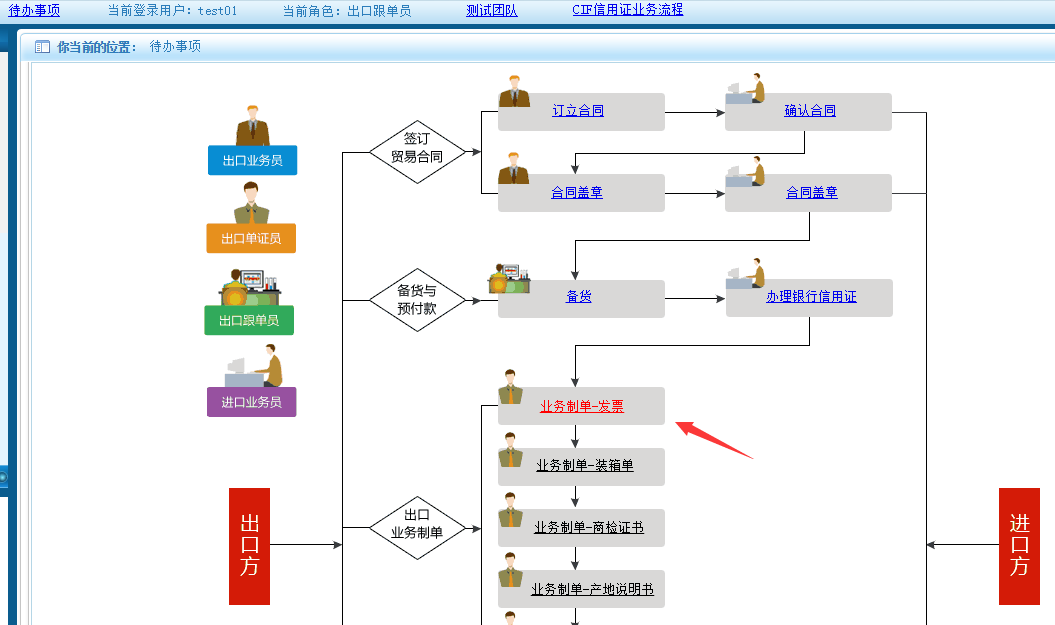 待办事项 当前登录用户：test01 当前角色：出口跟单员 测试团队 CIF信用证业务流程
你当前的位置： 待办事项
订立合同
确认合同
签订
贸易合同
出口业务员
合同盖章
合同盖章
出口单证员
备货与
预付款
备货
办理银行信用证
出口跟单员
进口业务员
业务制单-发票
业务制单-装箱单
出口
业务制单
业务制单-商检证书
出口方
进口方
业务制单-产地说明书